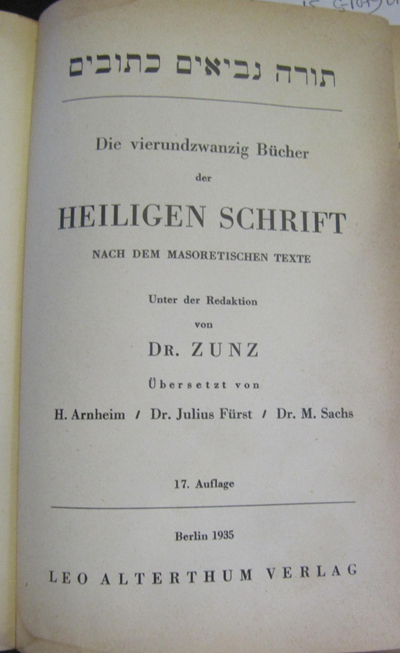 תורה נביאים כתובים
Die vierundzwanzig Bücher
der
HEILIGEN SCHRIFT
NACH DEM MASORETISCHEN TEXTE
Unter der Redaktion
von
DR. ZUNZ
Übersetzt von
H. Arnheim / Dr. Julius Fürst / Dr. M. Sachs
17. Auflage
Berlin 1935
LEO ALTERTHUM VERLAG